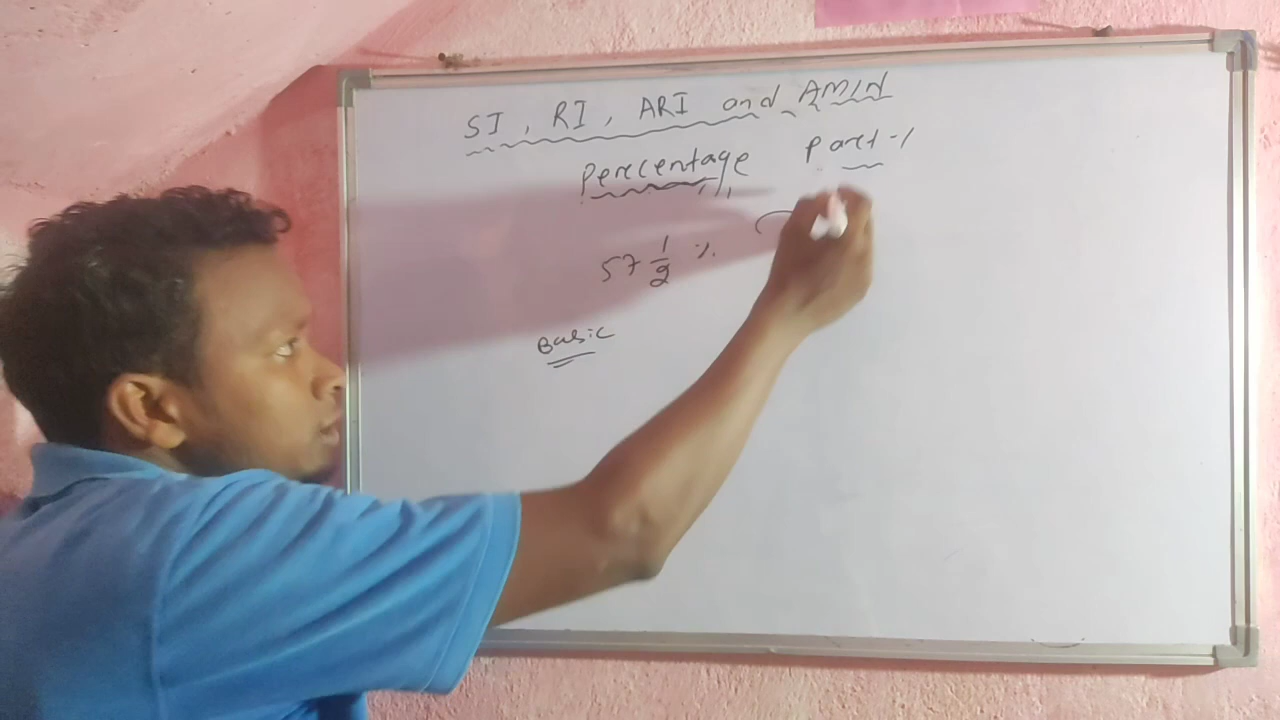 SI, RI, ARI and AMIN
Percentage Part-1
57 1/2 %
Basic